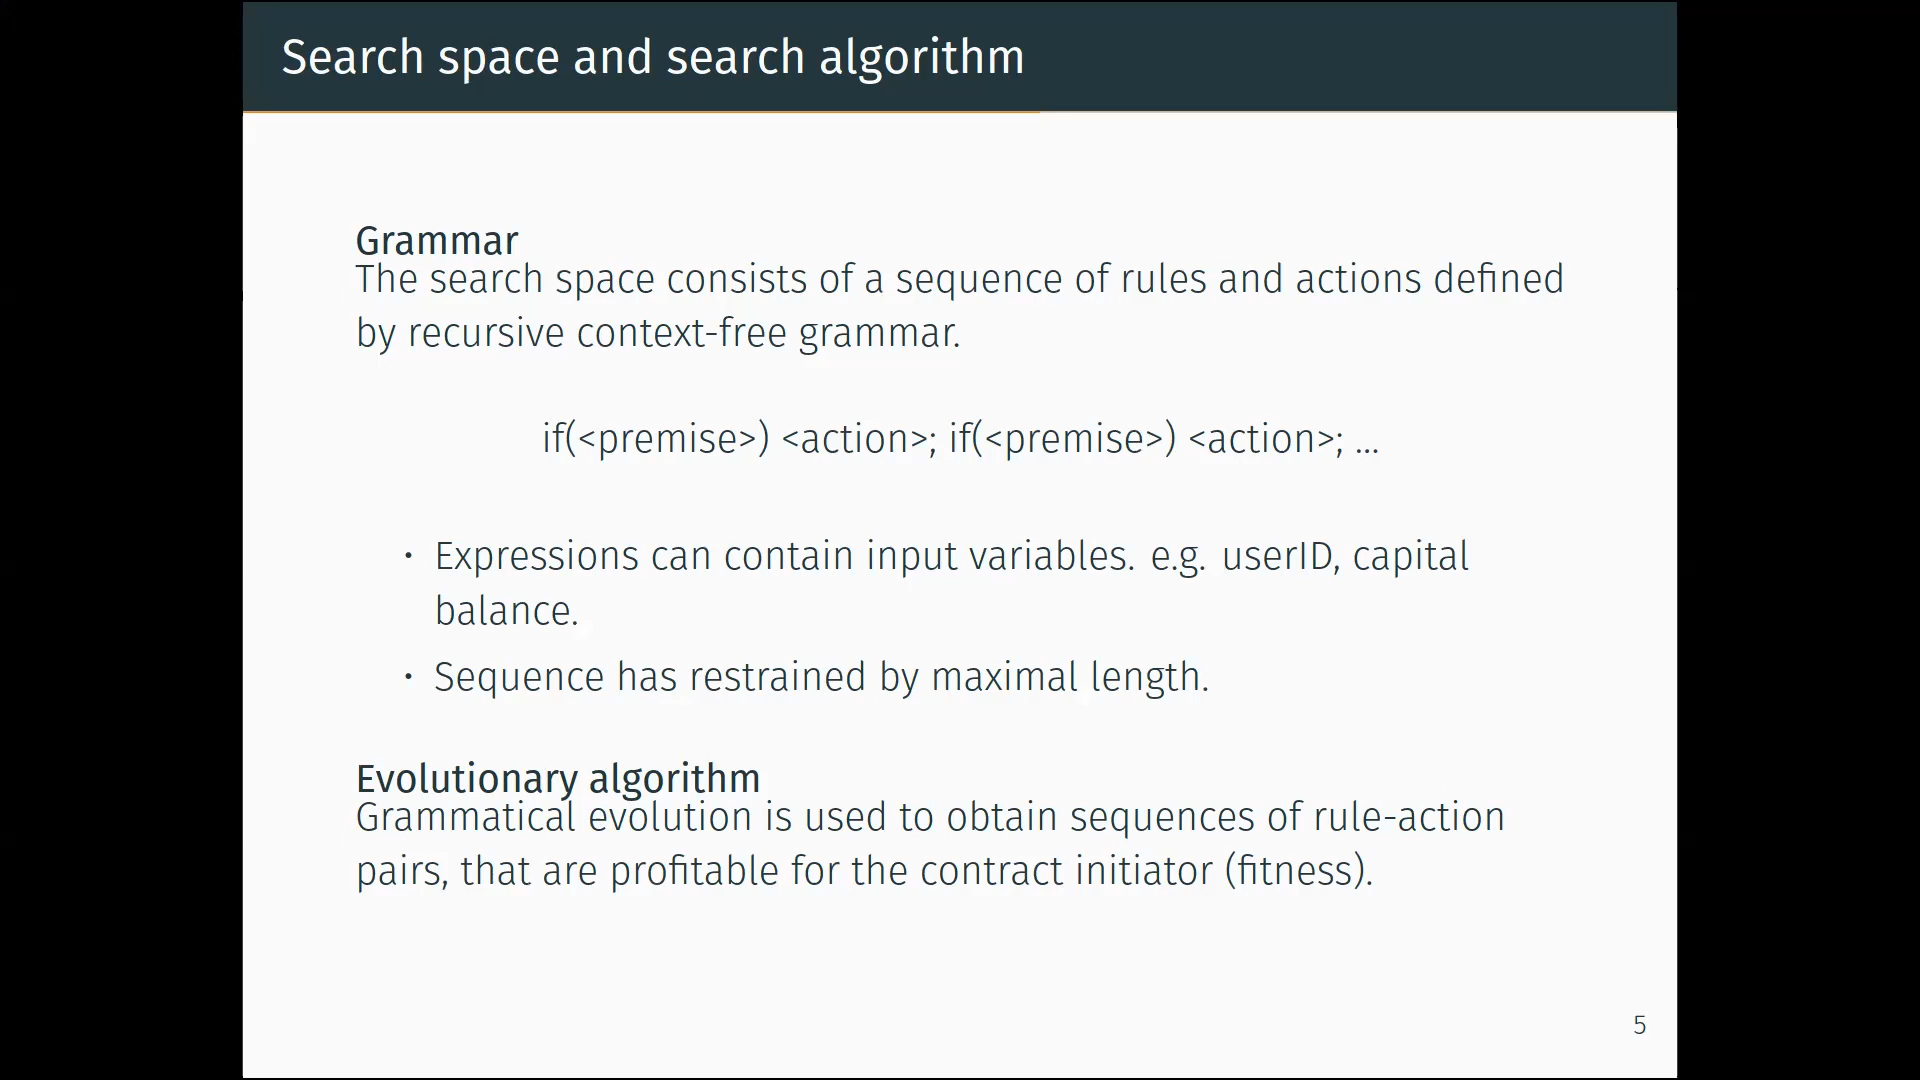 Search space and search algorithm
Grammar
The search space consists of a sequence of rules and actions defined
by recursive context-free grammar.
if(<premise>) <action>; if(<premise>) <action>; ...
· Expressions can contain input variables. e.g. userID, capital
balance.
· Sequence has restrained by maximal length.
Evolutionary algorithm
Grammatical evolution is used to obtain sequences of rule-action
pairs, that are profitable for the contract initiator (fitness).
5